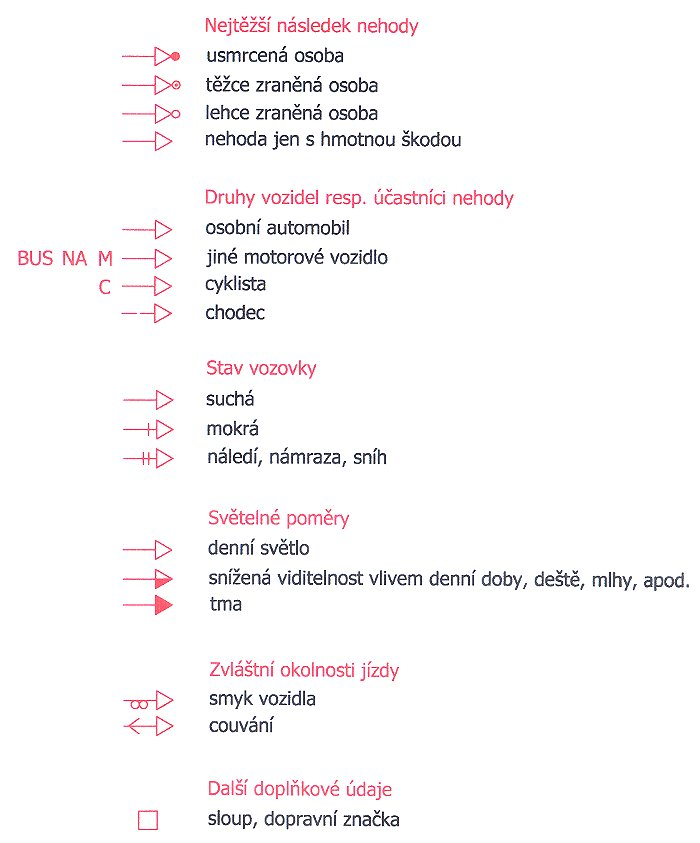 Nejtěžší následek nehody
usmrcená osoba
těžce zraněná osoba
lehce zraněná osoba
nehoda jen s hmotnou škodou
Druhy vozidel resp. účastníci nehody
osobní automobil
BUS NA M jiné motorové vozidlo
C cyklista
chodec
Stav vozovky
suchá
mokrá
náledí, námraza, sníh
Světelné poměry
denní světlo
snížená viditelnost vlivem denní doby, deště, mlhy, apod.
tma
Zvláštní okolnosti jízdy
smyk vozidla
couvání
Další doplňkové údaje
sloup, dopravní značka